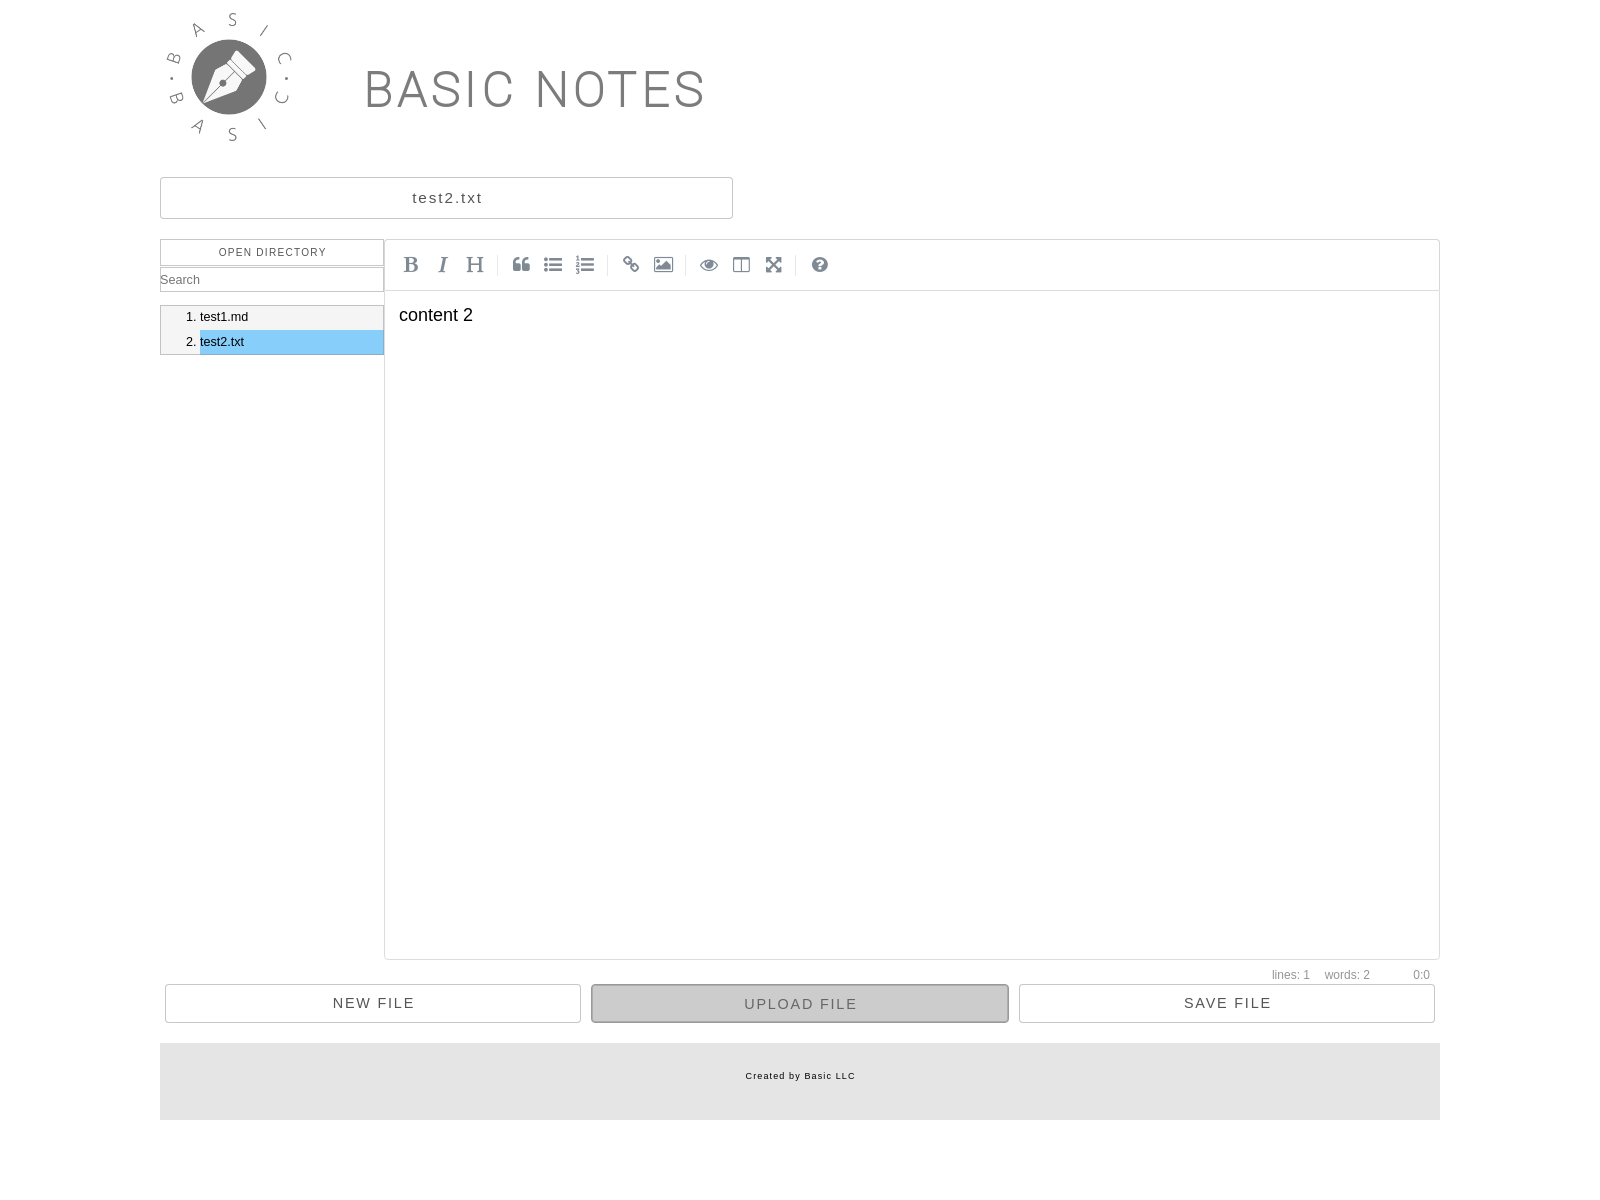 BASIC • BASIC •
BASIC NOTES
test2.txt
OPEN DIRECTORY
Search
1. test1.md
2. test2.txt
B I H
content 2
lines: 1 words: 2 0:0
NEW FILE UPLOAD FILE SAVE FILE
Created by Basic LLC